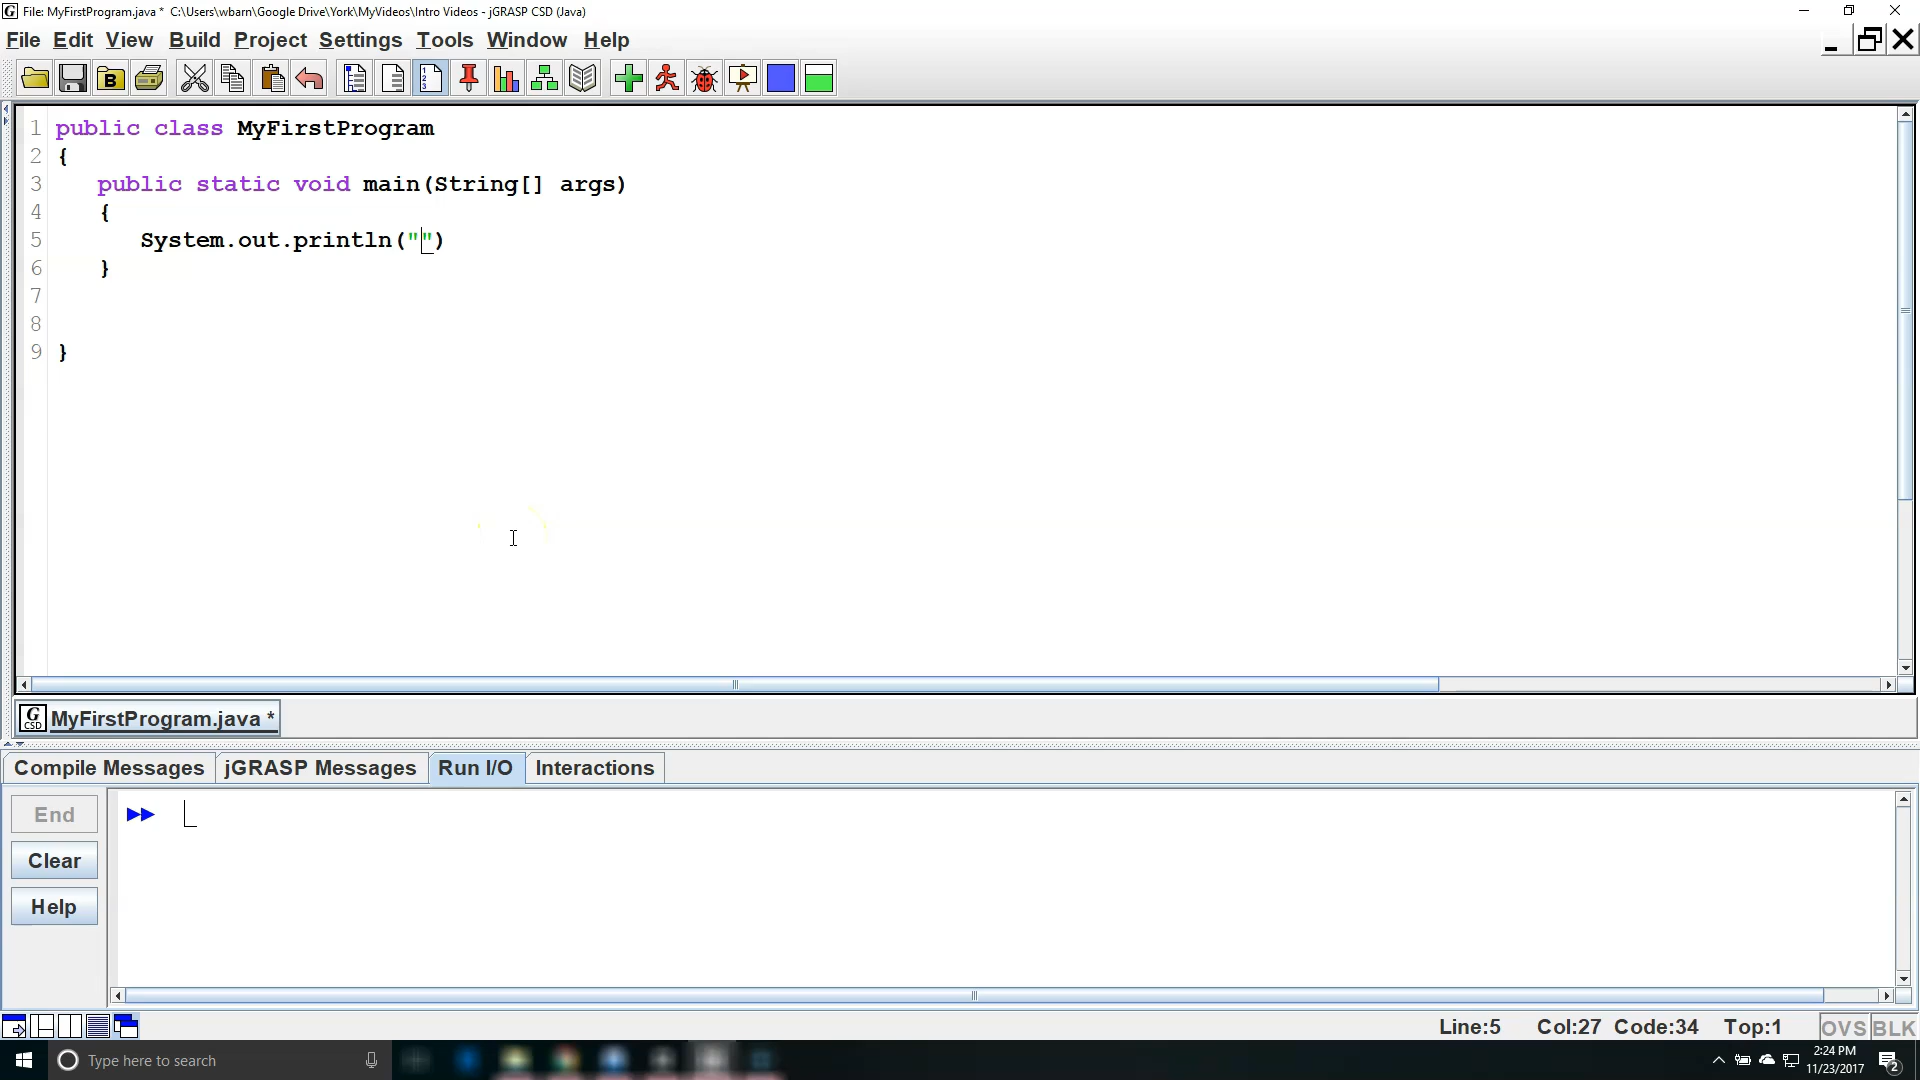 File: MyFirstProgram.java * C:\Users\wbarn\Google Drive\York\MyVideos\Intro Videos - jGRASP CSD (Java)
File Edit View Build Project Settings Tools Window Help
1 public class MyFirstProgram
2 {
3 public static void main(String[] args)
4 {
5 System.out.println("")
6 }
7
8
9 }
G CSD MyFirstProgram.java *
Compile Messages jGRASP Messages Run I/O Interactions
End
Clear
Help
Line:5 Col:27 Code:34 Top:1 OVS BLK
Type here to search
2:24 PM
11/23/2017
2